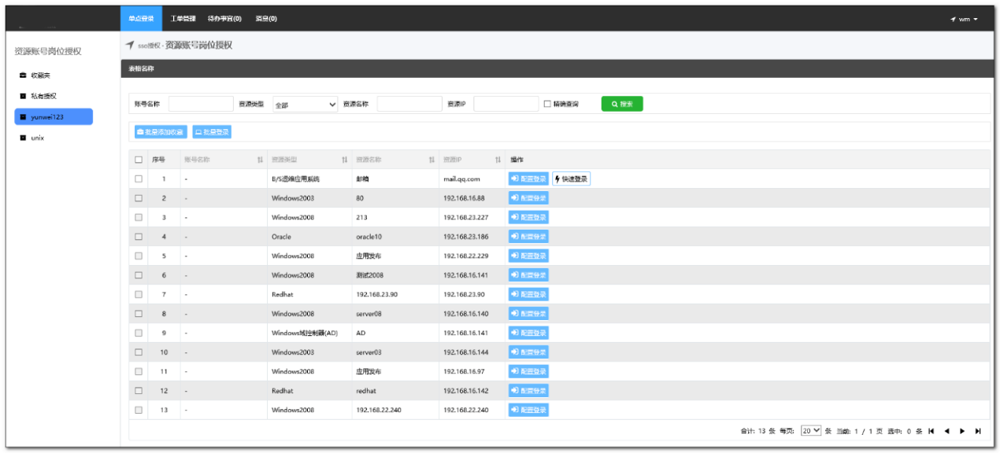 单点登录 工单管理 待办事宜(0) 消息(0) wm
资源账号岗位授权
sso授权 · 资源账号岗位授权
收藏夹
私有授权
yunwei123
unix
表格名称
账号名称 资源类型 全部 资源名称 资源IP 精确查询 搜索
批量添加收藏 批量登录
序号 账号名称 资源类型 资源名称 资源IP 操作
1 - B/S运维应用系统 邮箱 mail.qq.com 配置登录 快速登录
2 - Windows2003 80 192.168.16.88 配置登录
3 - Windows2008 213 192.168.23.227 配置登录
4 - Oracle oracle10 192.168.23.186 配置登录
5 - Windows2008 应用发布 192.168.22.229 配置登录
6 - Windows2008 测试2008 192.168.16.141 配置登录
7 - Redhat 192.168.23.90 192.168.23.90 配置登录
8 - Windows2008 server08 192.168.16.140 配置登录
9 - Windows域控制器(AD) AD 192.168.16.141 配置登录
10 - Windows2003 server03 192.168.16.144 配置登录
11 - Windows2008 应用发布 192.168.16.97 配置登录
12 - Redhat redhat 192.168.16.142 配置登录
13 - Windows2008 192.168.22.240 192.168.22.240 配置登录
合计: 13 条 每页: 20 条 当前: 1 / 1 页 选中: 0 条